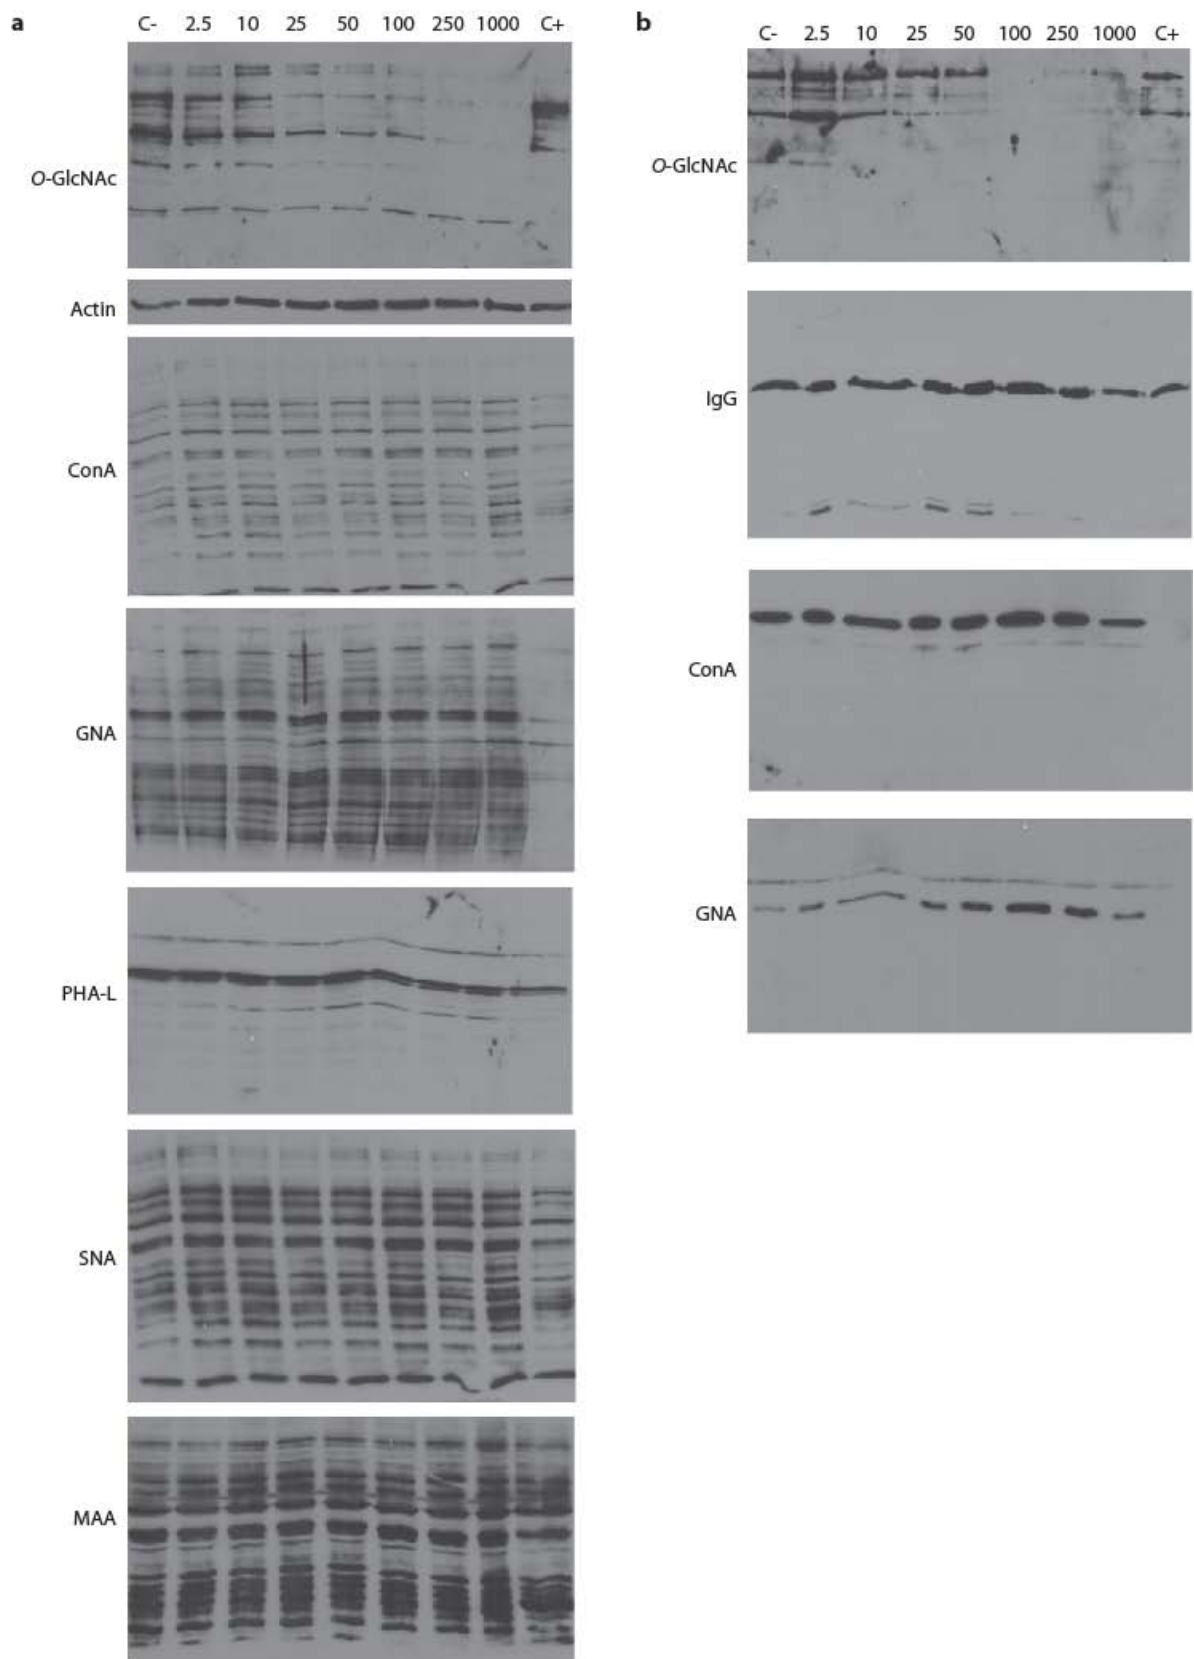 a
C- 2.5 10 25 50 100 250 1000 C+
O-GlcNAc
Actin
ConA
GNA
PHA-L
SNA
MAA
b
C- 2.5 10 25 50 100 250 1000 C+
O-GlcNAc
IgG
ConA
GNA